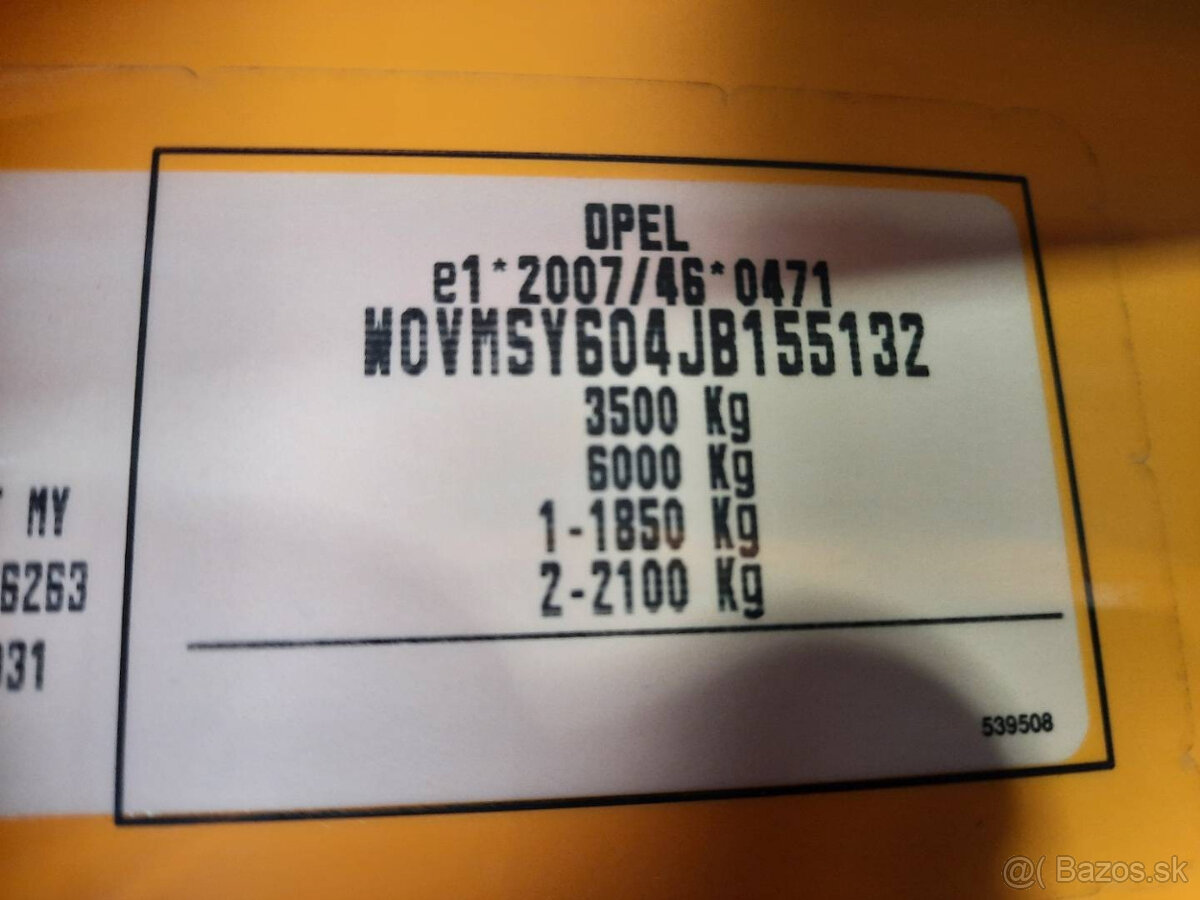 OPEL
e1*2007/46*0471
W0VMSY604JB155132
3500 Kg
6000 Kg
1-1850 Kg
2-2100 Kg
MY
6263
031
539508
@( Bazos.sk